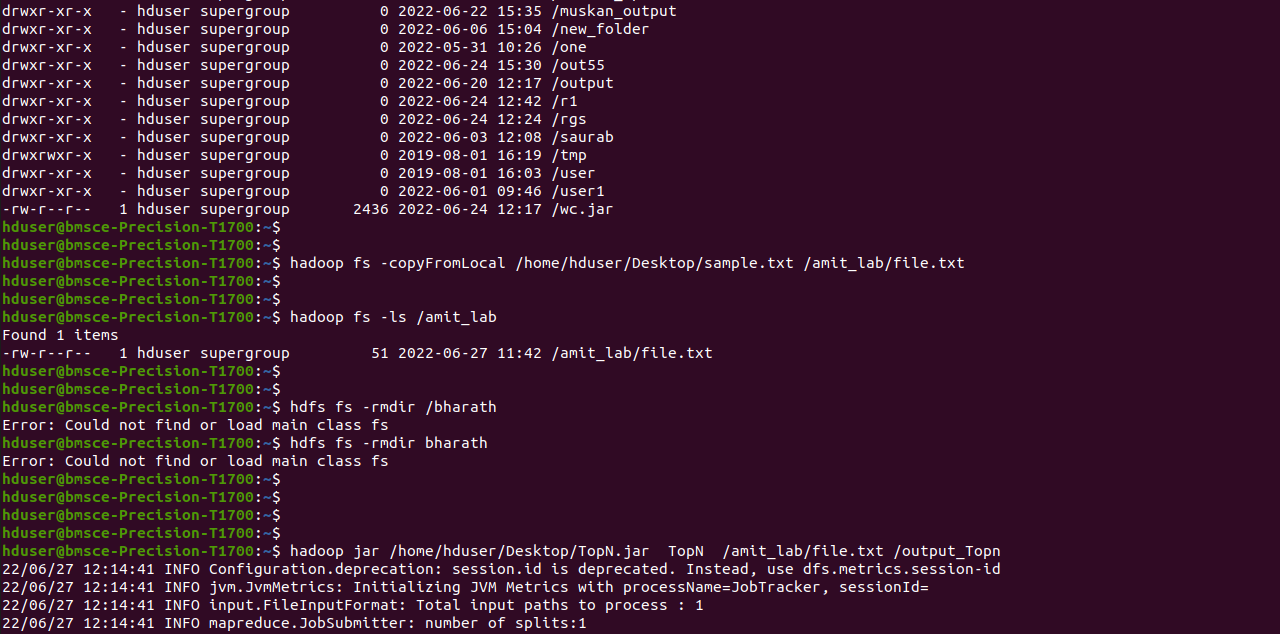 drwxr-xr-x   - hduser supergroup          0 2022-06-22 15:35 /muskan_output
drwxr-xr-x   - hduser supergroup          0 2022-06-06 15:04 /new_folder
drwxr-xr-x   - hduser supergroup          0 2022-05-31 10:26 /one
drwxr-xr-x   - hduser supergroup          0 2022-06-24 15:30 /out55
drwxr-xr-x   - hduser supergroup          0 2022-06-20 12:17 /output
drwxr-xr-x   - hduser supergroup          0 2022-06-24 12:42 /r1
drwxr-xr-x   - hduser supergroup          0 2022-06-24 12:24 /rgs
drwxr-xr-x   - hduser supergroup          0 2022-06-03 12:08 /saurab
drwxrwxr-x   - hduser supergroup          0 2019-08-01 16:19 /tmp
drwxr-xr-x   - hduser supergroup          0 2019-08-01 16:03 /user
drwxr-xr-x   - hduser supergroup          0 2022-06-01 09:46 /user1
-rw-r--r--   1 hduser supergroup       2436 2022-06-24 12:17 /wc.jar
hduser@bmsce-Precision-T1700:~$
hduser@bmsce-Precision-T1700:~$
hduser@bmsce-Precision-T1700:~$ hadoop fs -copyFromLocal /home/hduser/Desktop/sample.txt /amit_lab/file.txt
hduser@bmsce-Precision-T1700:~$
hduser@bmsce-Precision-T1700:~$
hduser@bmsce-Precision-T1700:~$ hadoop fs -ls /amit_lab
Found 1 items
-rw-r--r--   1 hduser supergroup         51 2022-06-27 11:42 /amit_lab/file.txt
hduser@bmsce-Precision-T1700:~$
hduser@bmsce-Precision-T1700:~$
hduser@bmsce-Precision-T1700:~$ hdfs fs -rmdir /bharath
Error: Could not find or load main class fs
hduser@bmsce-Precision-T1700:~$ hdfs fs -rmdir bharath
Error: Could not find or load main class fs
hduser@bmsce-Precision-T1700:~$
hduser@bmsce-Precision-T1700:~$
hduser@bmsce-Precision-T1700:~$
hduser@bmsce-Precision-T1700:~$
hduser@bmsce-Precision-T1700:~$ hadoop jar /home/hduser/Desktop/TopN.jar  TopN  /amit_lab/file.txt /output_Topn
22/06/27 12:14:41 INFO Configuration.deprecation: session.id is deprecated. Instead, use dfs.metrics.session-id
22/06/27 12:14:41 INFO jvm.JvmMetrics: Initializing JVM Metrics with processName=JobTracker, sessionId=
22/06/27 12:14:41 INFO input.FileInputFormat: Total input paths to process : 1
22/06/27 12:14:41 INFO mapreduce.JobSubmitter: number of splits:1